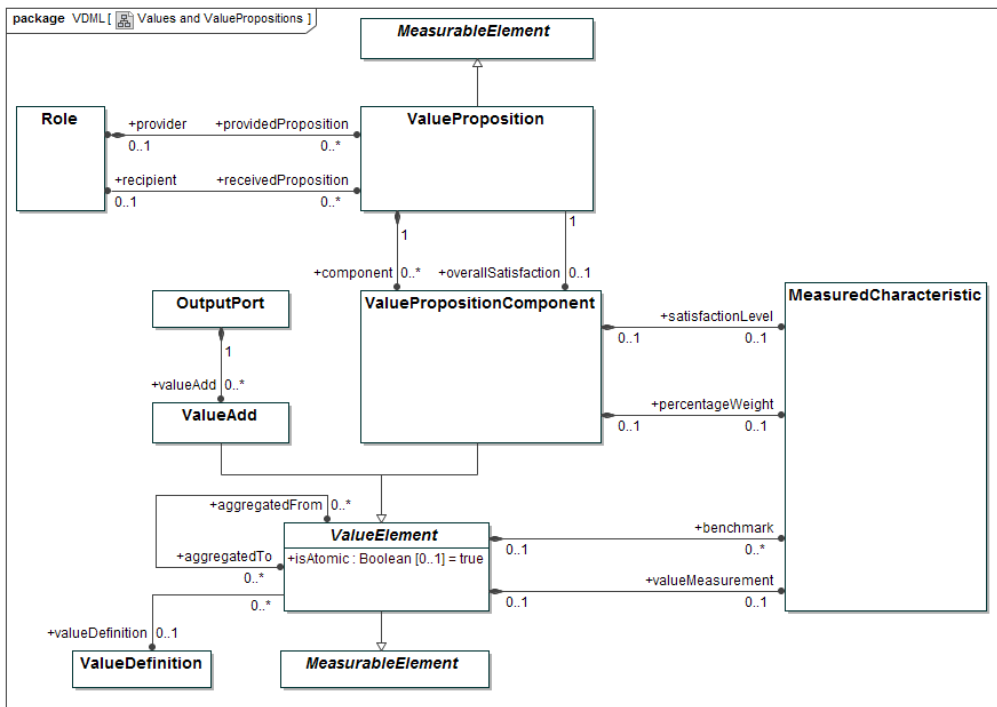 package VDML [ Values and ValuePropositions ]
MeasurableElement
Role
+provider
0..1
+providedProposition
0..*
ValueProposition
+recipient
0..1
+receivedProposition
0..*
1
1
+component
0..*
+overallSatisfaction
0..1
OutputPort
1
+valueAdd
0..*
ValueAdd
ValuePropositionComponent
MeasuredCharacteristic
+satisfactionLevel
0..1
0..1
+percentageWeight
0..1
0..1
+aggregatedFrom
0..*
+aggregatedTo
0..*
ValueElement
+isAtomic : Boolean [0..1] = true
+benchmark
0..1
0..*
+valueMeasurement
0..1
0..1
0..*
+valueDefinition
0..1
ValueDefinition
MeasurableElement